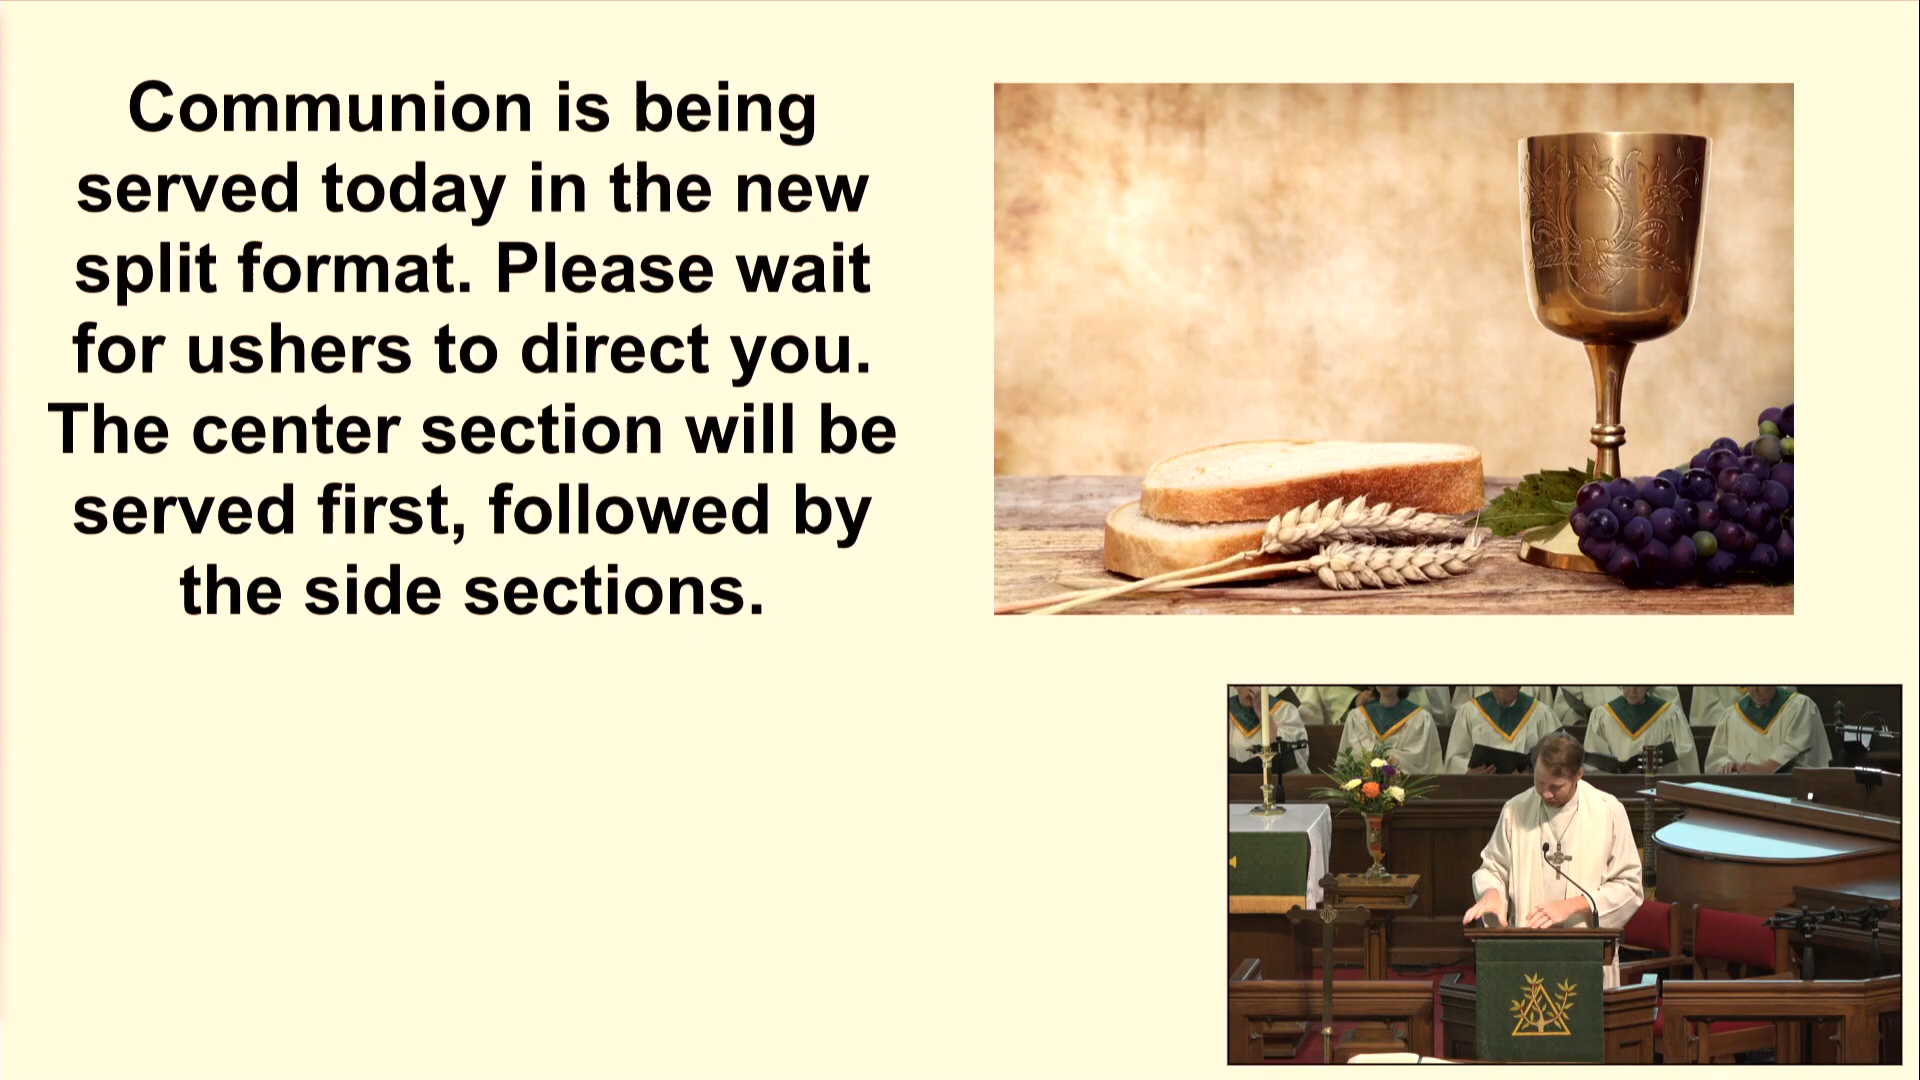 Communion is being
served today in the new
split format. Please wait
for ushers to direct you.
The center section will be
served first, followed by
the side sections.